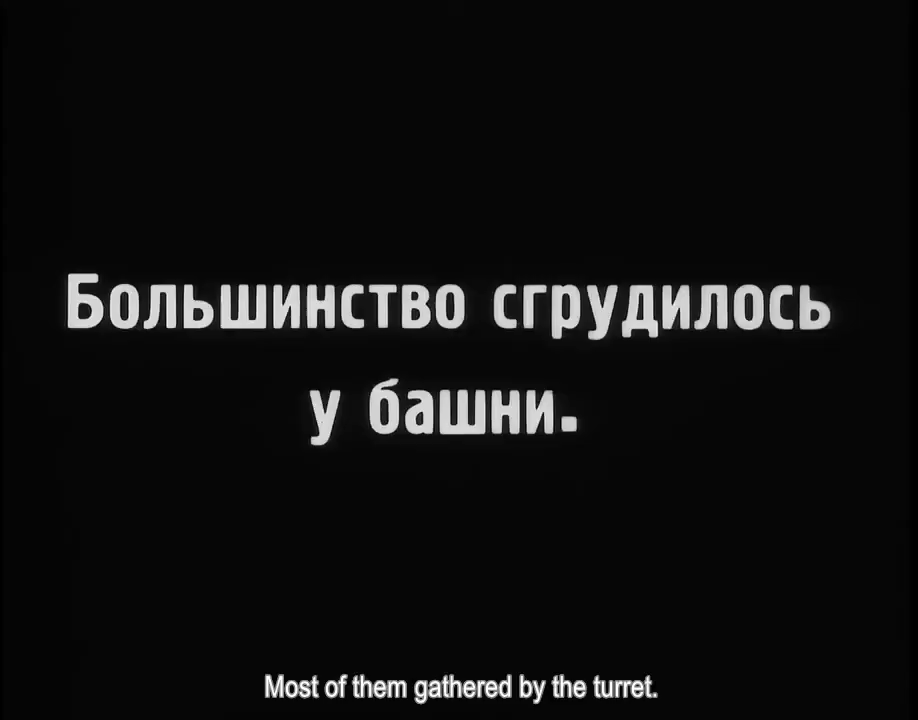 Большинство сгрудилось
у башни.
Most of them gathered by the turret.